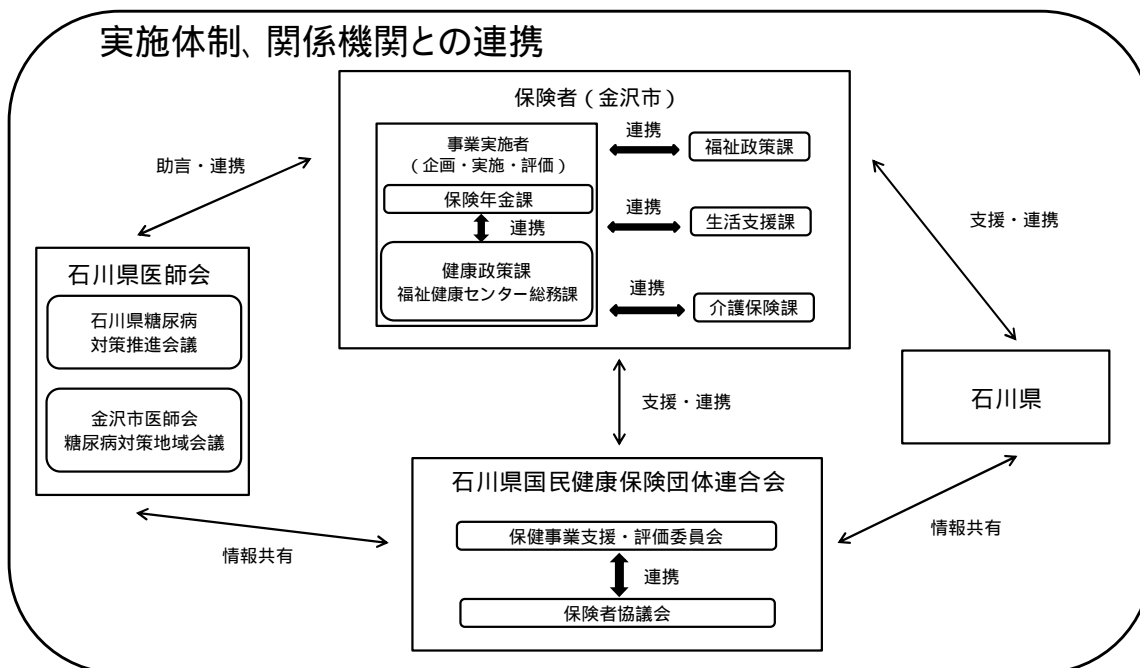 実施体制、関係機関との連携
保険者（金沢市）
事業実施者
（企画・実施・評価）
保険年金課
連携
健康政策課
福祉健康センター総務課
連携
福祉政策課
連携
生活支援課
連携
介護保険課
助言・連携
支援・連携
石川県医師会
石川県糖尿病
対策推進会議
金沢市医師会
糖尿病対策地域会議
支援・連携
石川県
石川県国民健康保険団体連合会
保健事業支援・評価委員会
連携
保険者協議会
情報共有
情報共有